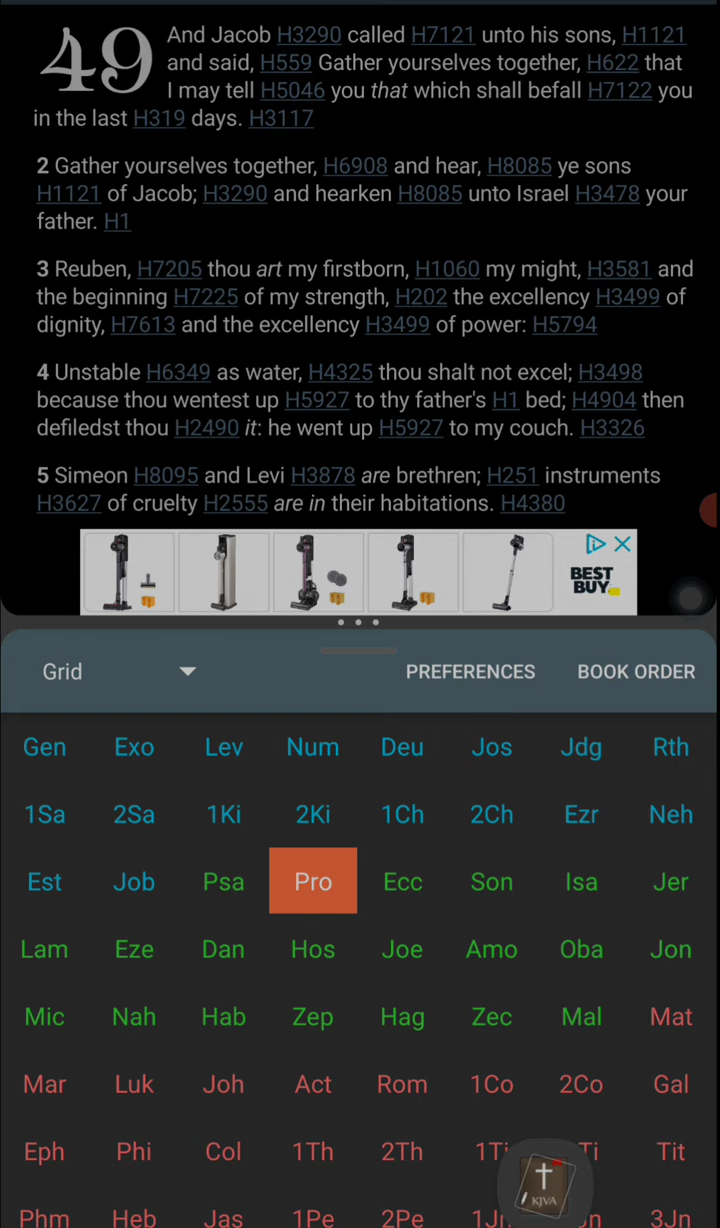 49 And Jacob H3290 called H7121 unto his sons, H1121
and said, H559 Gather yourselves together, H622 that
I may tell H5046 you that which shall befall H7122 you
in the last H319 days. H3117
2 Gather yourselves together, H6908 and hear, H8085 ye sons
H1121 of Jacob; H3290 and hearken H8085 unto Israel H3478 your
father. H1
3 Reuben, H7205 thou art my firstborn, H1060 my might, H3581 and
the beginning H7225 of my strength, H202 the excellency H3499 of
dignity, H7613 and the excellency H3499 of power: H5794
4 Unstable H6349 as water, H4325 thou shalt not excel; H3498
because thou wentest up H5927 to thy father's H1 bed; H4904 then
defiledst thou H2490 it: he went up H5927 to my couch. H3326
5 Simeon H8095 and Levi H3878 are brethren; H251 instruments
H3627 of cruelty H2555 are in their habitations. H4380
BEST
BUY
Grid PREFERENCES BOOK ORDER
Gen Exo Lev Num Deu Jos Jdg Rth
1Sa 2Sa 1Ki 2Ki 1Ch 2Ch Ezr Neh
Est Job Psa Pro Ecc Son Isa Jer
Lam Eze Dan Hos Joe Amo Oba Jon
Mic Nah Hab Zep Hag Zec Mal Mat
Mar Luk Joh Act Rom 1Co 2Co Gal
Eph Phi Col 1Th 2Th 1Ti Ti Tit
KJVA
Phm Heb Jas 1Pe 2Pe 1Jn 3Jn